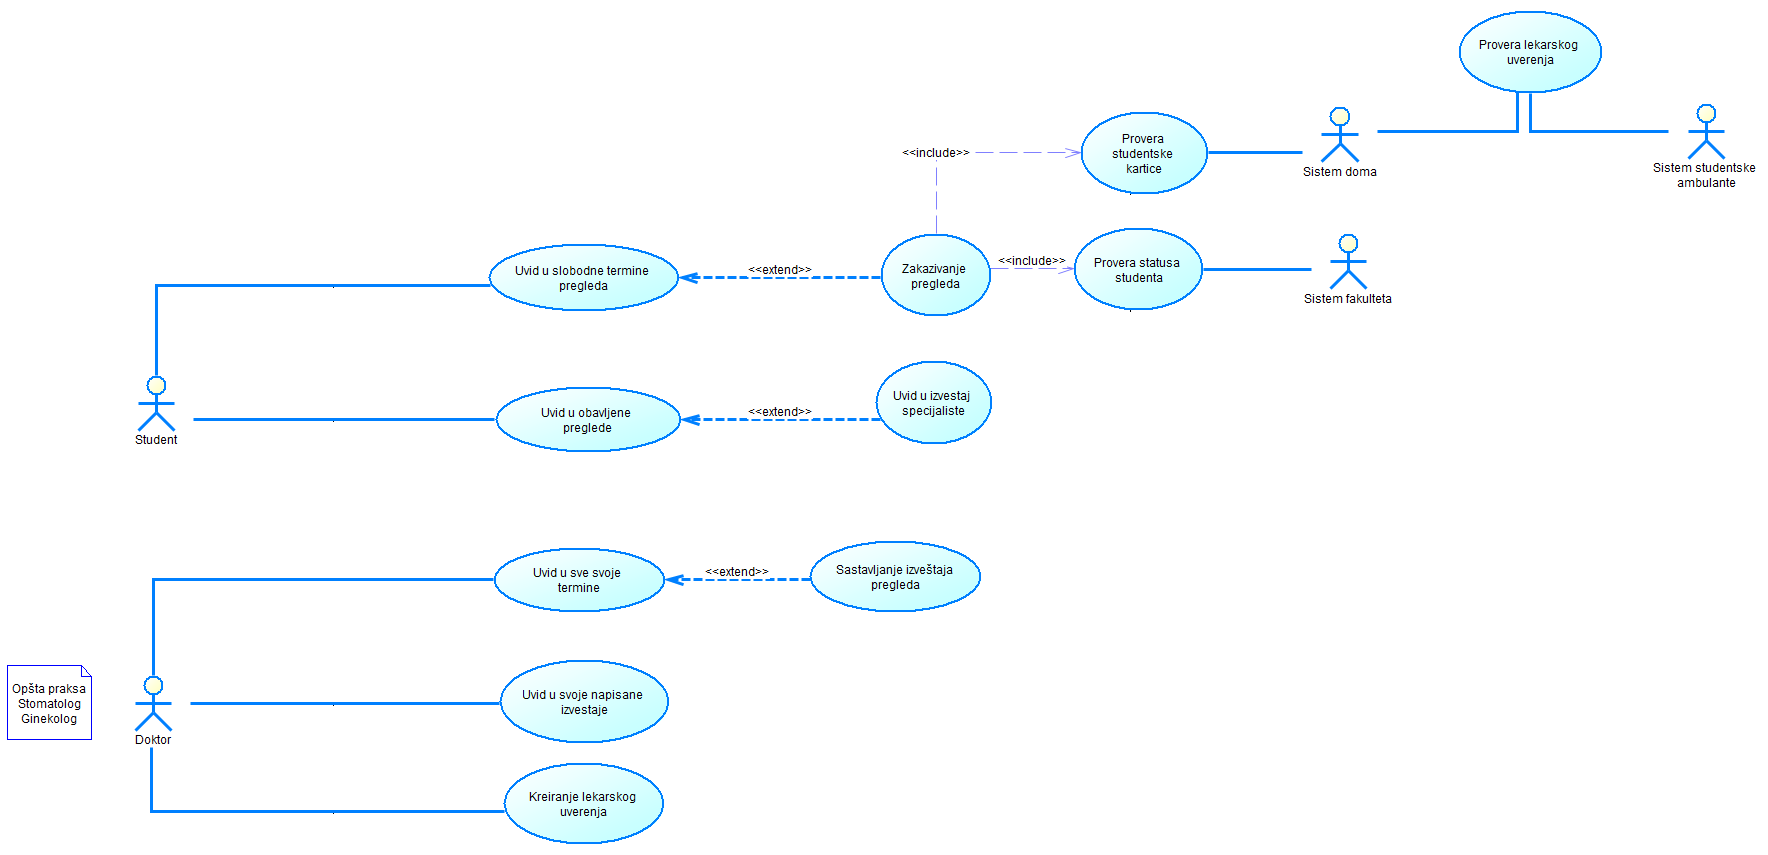 Provera lekarskog
uverenja
Provera
studentske
kartice
<<include>>
Sistem doma
Sistem studentske
ambulante
Uvid u slobodne termine
pregleda
<<extend>>
Zakazivanje
pregleda
<<include>>
Provera statusa
studenta
Sistem fakulteta
Student
Uvid u obavljene
preglede
<<extend>>
Uvid u izvestaj
specijaliste
Uvid u sve svoje
termine
<<extend>>
Sastavljanje izveštaja
pregleda
Opšta praksa
Stomatolog
Ginekolog
Doktor
Uvid u svoje napisane
izvestaje
Kreiranje lekarskog
uverenja